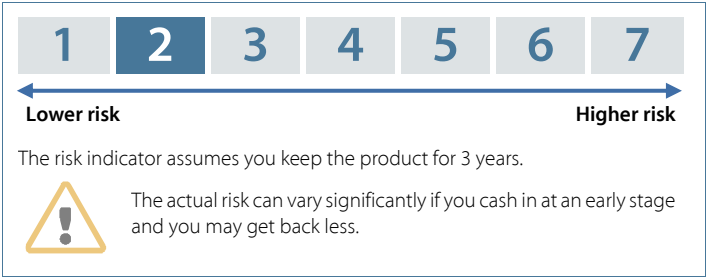 1 2 3 4 5 6 7
Lower risk Higher risk
The risk indicator assumes you keep the product for 3 years.
The actual risk can vary significantly if you cash in at an early stage
and you may get back less.